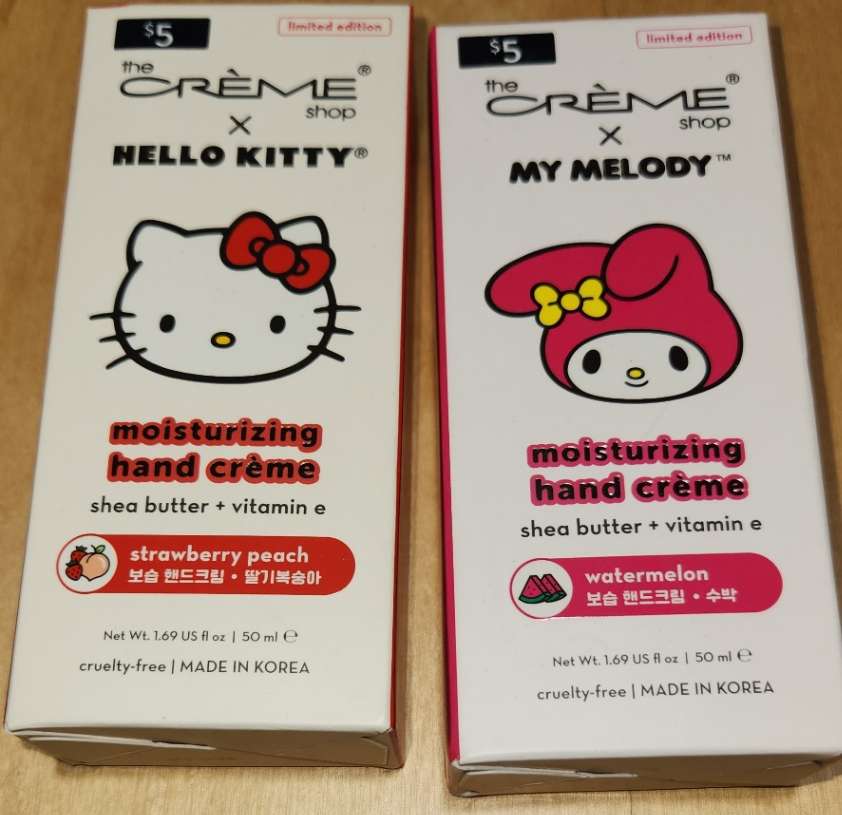 $5
limited edition
the
CRÈME®
shop
X
HELLO KITTY®
moisturizing
hand crème
shea butter + vitamin e
strawberry peach
보습 핸드크림 • 딸기복숭아
Net Wt. 1.69 US fl oz | 50 ml ℮
cruelty-free | MADE IN KOREA
$5
limited edition
the
CRÈME®
shop
X
MY MELODY™
moisturizing
hand crème
shea butter + vitamin e
watermelon
보습 핸드크림 • 수박
Net Wt. 1.69 US fl oz | 50 ml ℮
cruelty-free | MADE IN KOREA